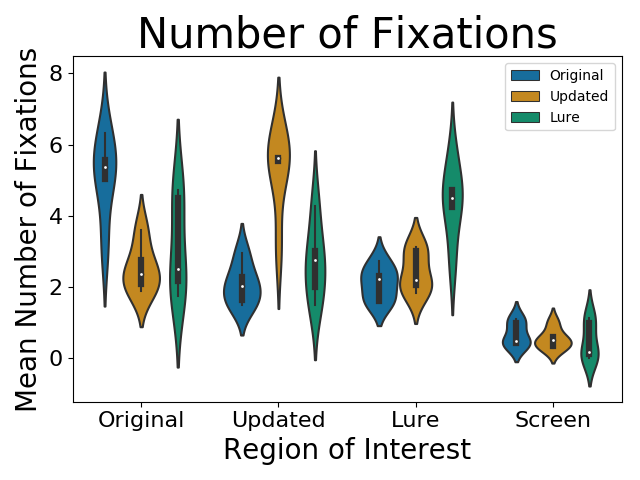 Number of Fixations
Mean Number of Fixations
8
6
4
2
0
Original
Updated
Lure
Original Updated Lure Screen
Region of Interest